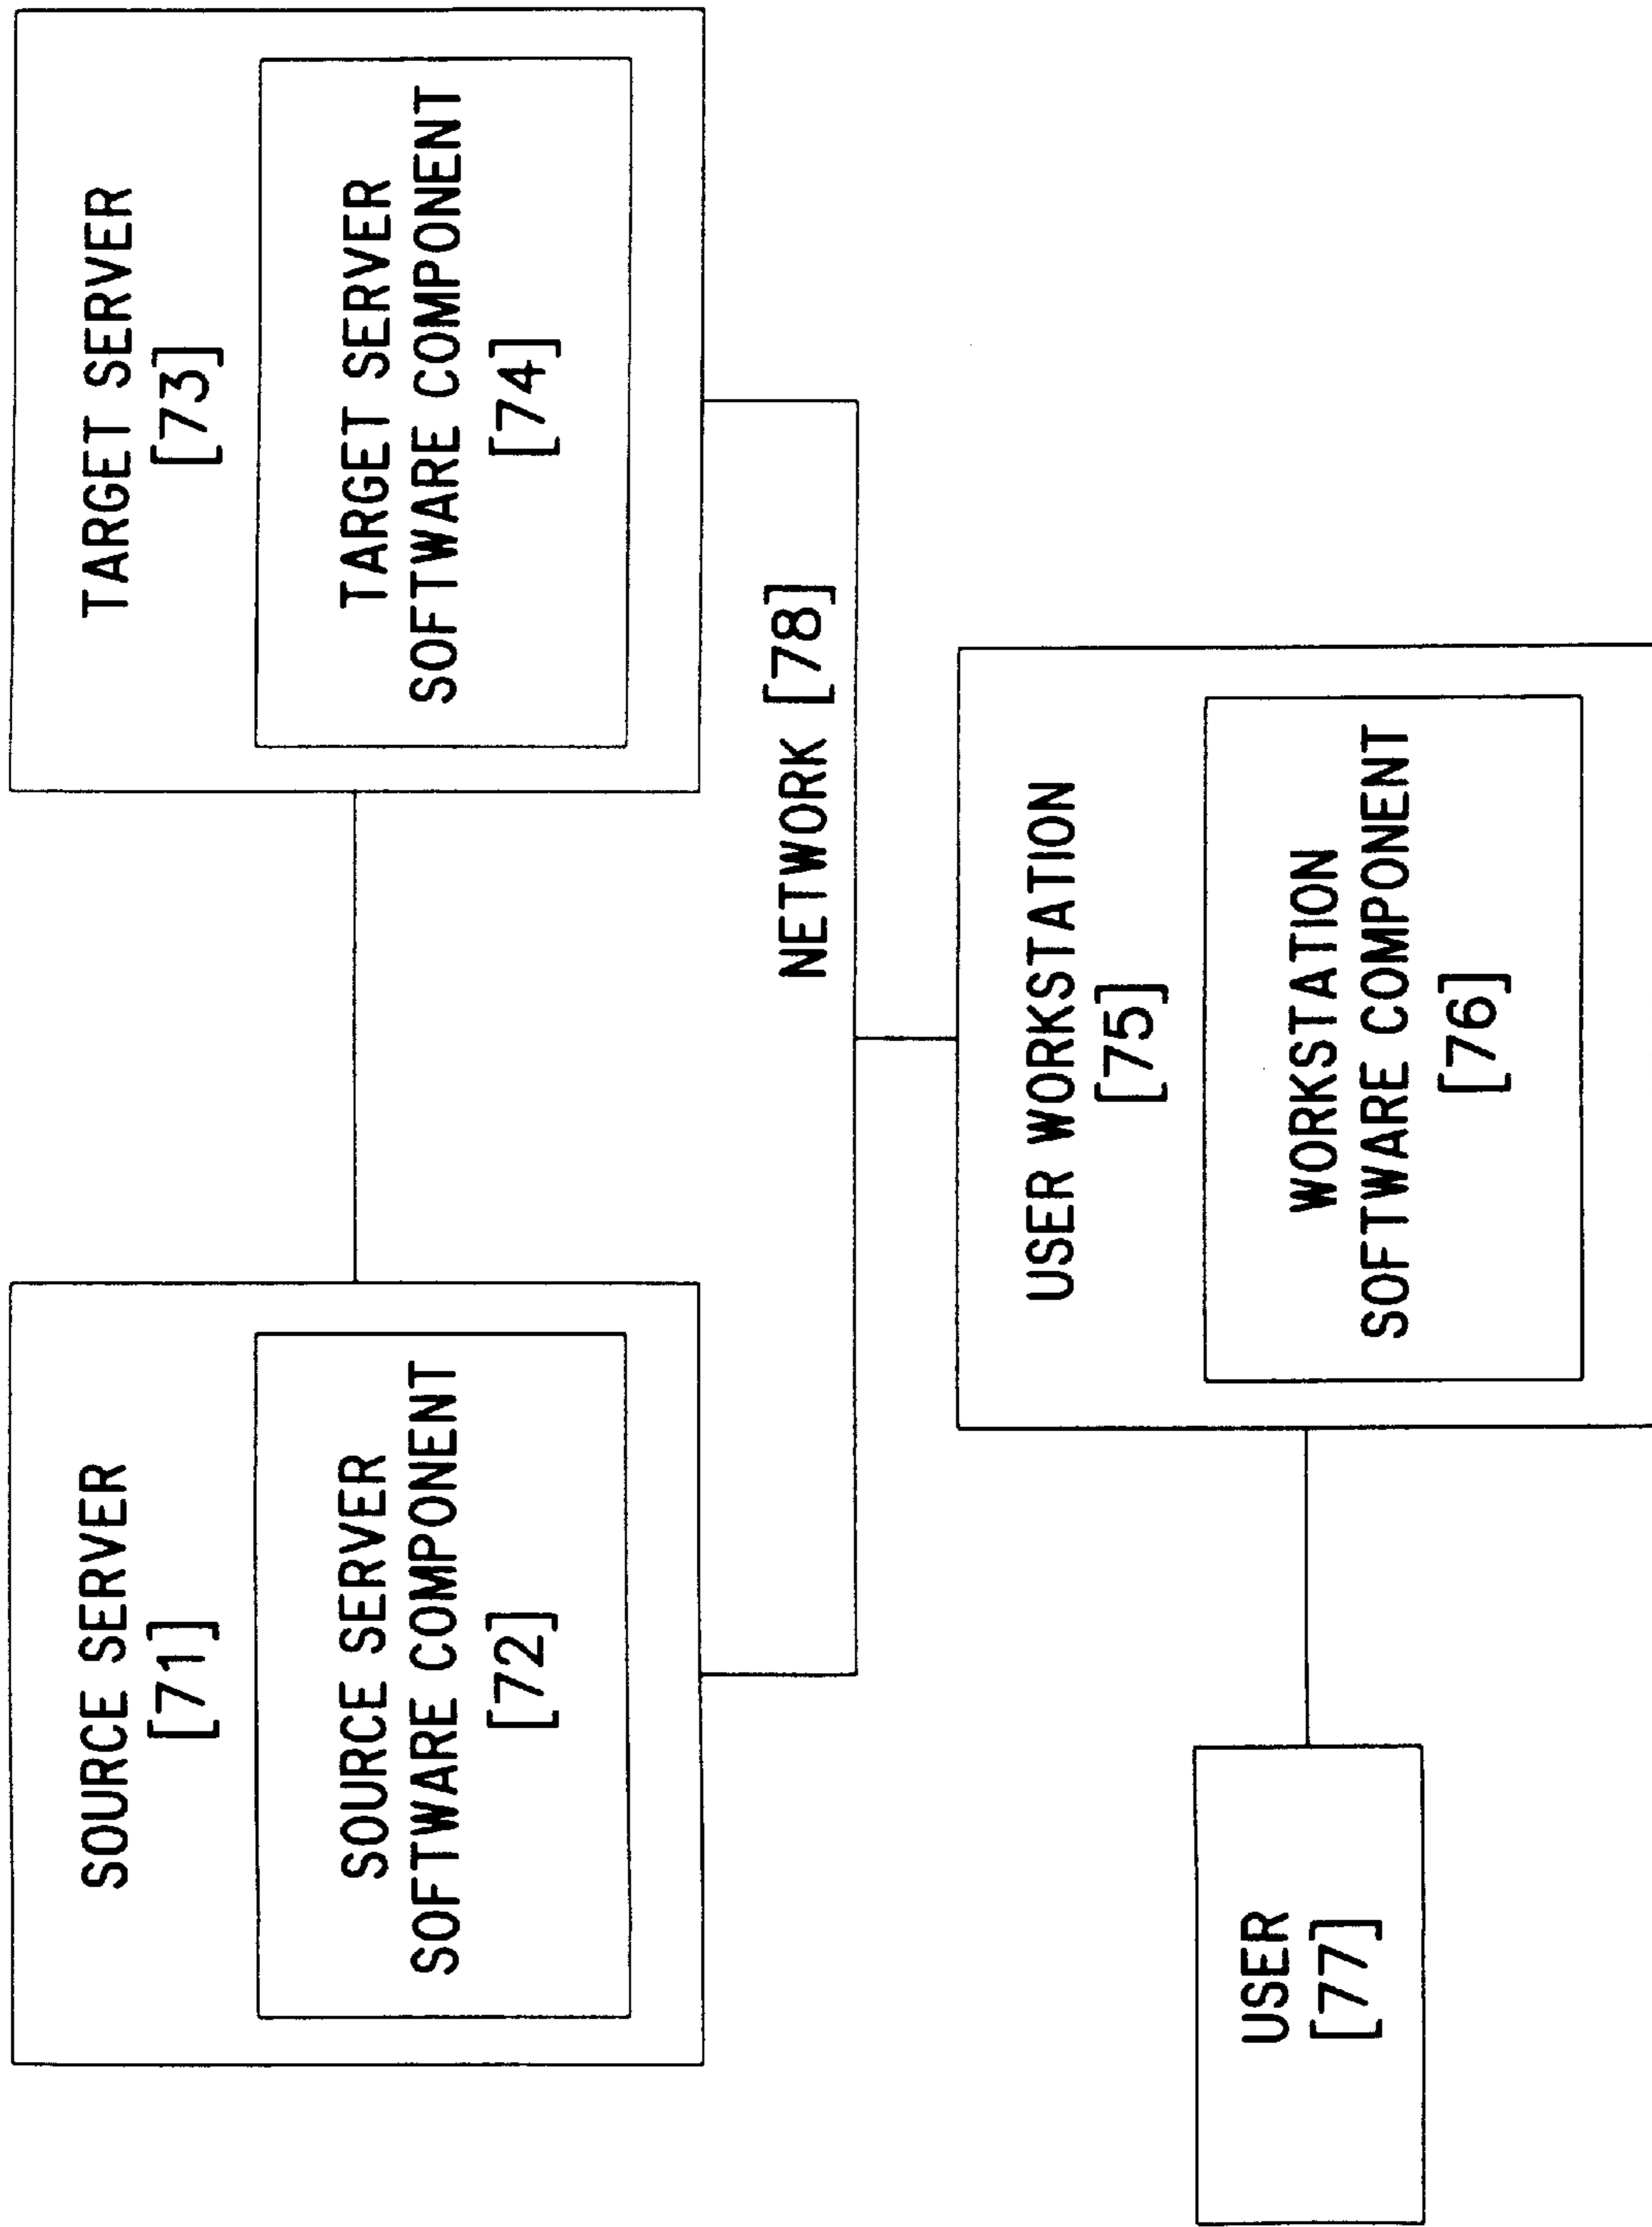 SOURCE SERVER
[71]
SOURCE SERVER
SOFTWARE COMPONENT
[72]
TARGET SERVER
[73]
TARGET SERVER
SOFTWARE COMPONENT
[74]
NETWORK [78]
USER WORKSTATION
[75]
WORKSTATION
SOFTWARE COMPONENT
[76]
USER
[77]